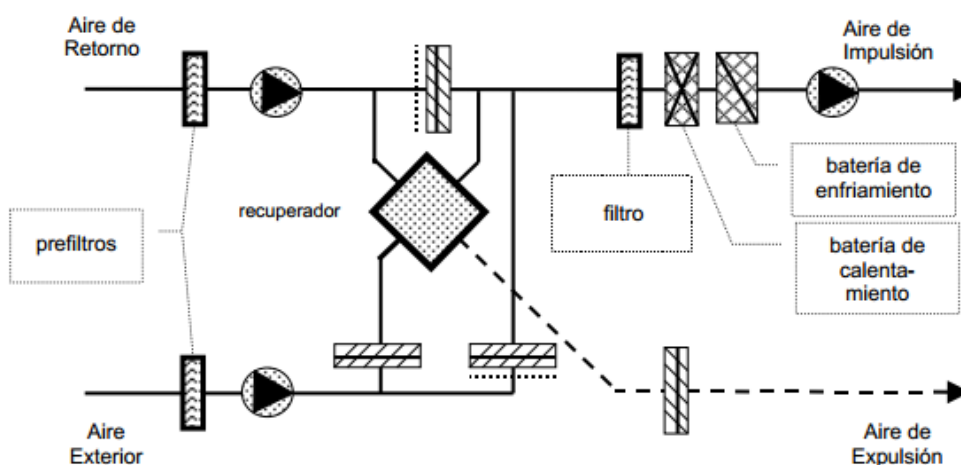 Aire de
Retorno
Aire de
Impulsión
recuperador
prefiltros
filtro
batería de
enfriamiento
batería de
calenta-
miento
Aire
Exterior
Aire de
Expulsión